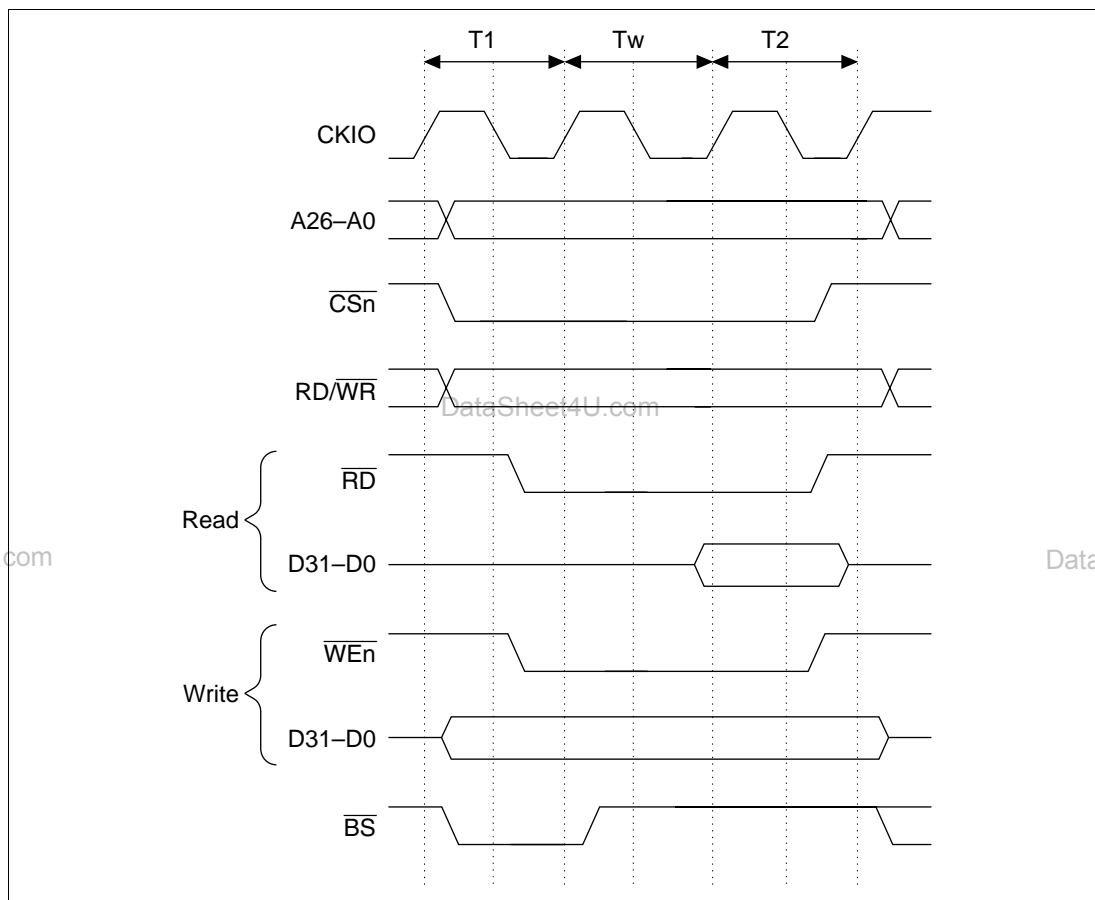 T1 Tw T2
CKIO
A26–A0
CSn
RD/WR
DataSheet4U.com
RD
Read
com
D31–D0
Data
WEn
Write
D31–D0
BS